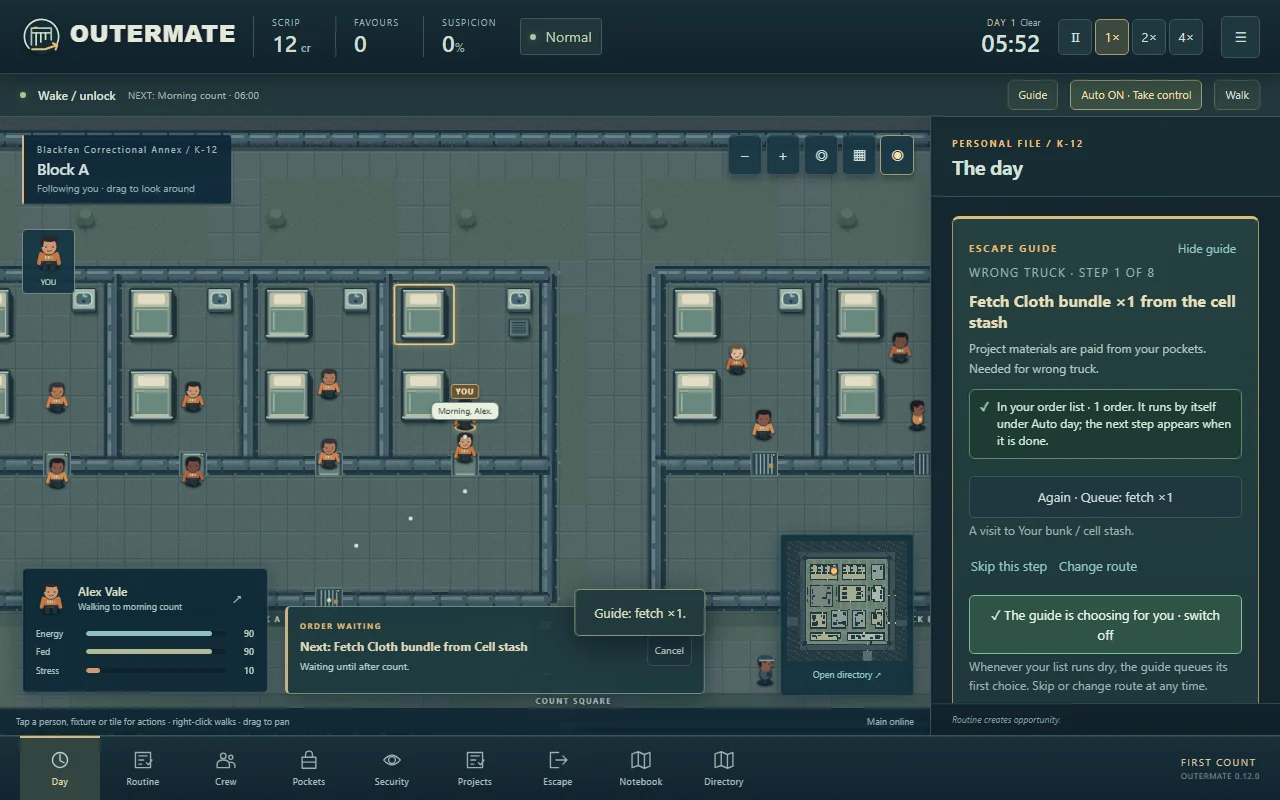 OUTERMATE
SCRIP
12 cr
FAVOURS
0
SUSPICION
0%
Normal
DAY 1 Clear
05:52
II
1×
2×
4×
Wake / unlock
NEXT: Morning count · 06:00
Guide
Auto ON · Take control
Walk
Blackfen Correctional Annex / K-12
Block A
Following you · drag to look around
YOU
YOU
Morning, Alex.
Alex Vale
Walking to morning count
Energy 90
Fed 90
Stress 10
ORDER WAITING
Next: Fetch Cloth bundle from Cell stash
Waiting until after count.
Cancel
Guide: fetch ×1.
COUNT SQUARE
Open directory ↗
Tap a person, fixture or tile for actions · right-click walks · drag to pan
Main online
PERSONAL FILE / K-12
The day
ESCAPE GUIDE
Hide guide
WRONG TRUCK · STEP 1 OF 8
Fetch Cloth bundle ×1 from the cell
stash
Project materials are paid from your pockets.
Needed for wrong truck.
✓ In your order list · 1 order. It runs by itself
under Auto day; the next step appears when
it is done.
Again · Queue: fetch ×1
A visit to Your bunk / cell stash.
Skip this step
Change route
✓ The guide is choosing for you · switch
off
Whenever your list runs dry, the guide queues its
first choice. Skip or change route at any time.
Routine creates opportunity.
Day
Routine
Crew
Pockets
Security
Projects
Escape
Notebook
Directory
FIRST COUNT
OUTERMATE 0.12.0